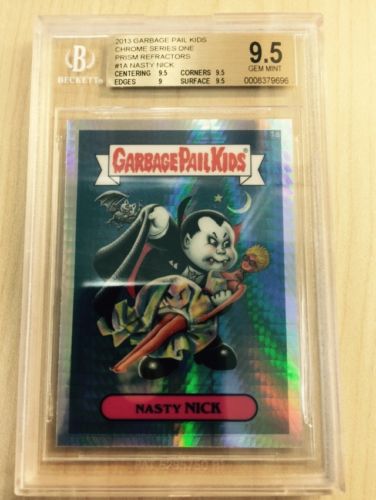 2013 GARBAGE PAIL KIDS
CHROME SERIES ONE
PRISM REFRACTORS
#1A NASTY NICK
BECKETT
CENTERING 9.5 CORNERS 9.5
EDGES 9 SURFACE 9.5
9.5
GEM MINT
0008379696
1a
GARBAGE PAIL KIDS
NASTY NICK